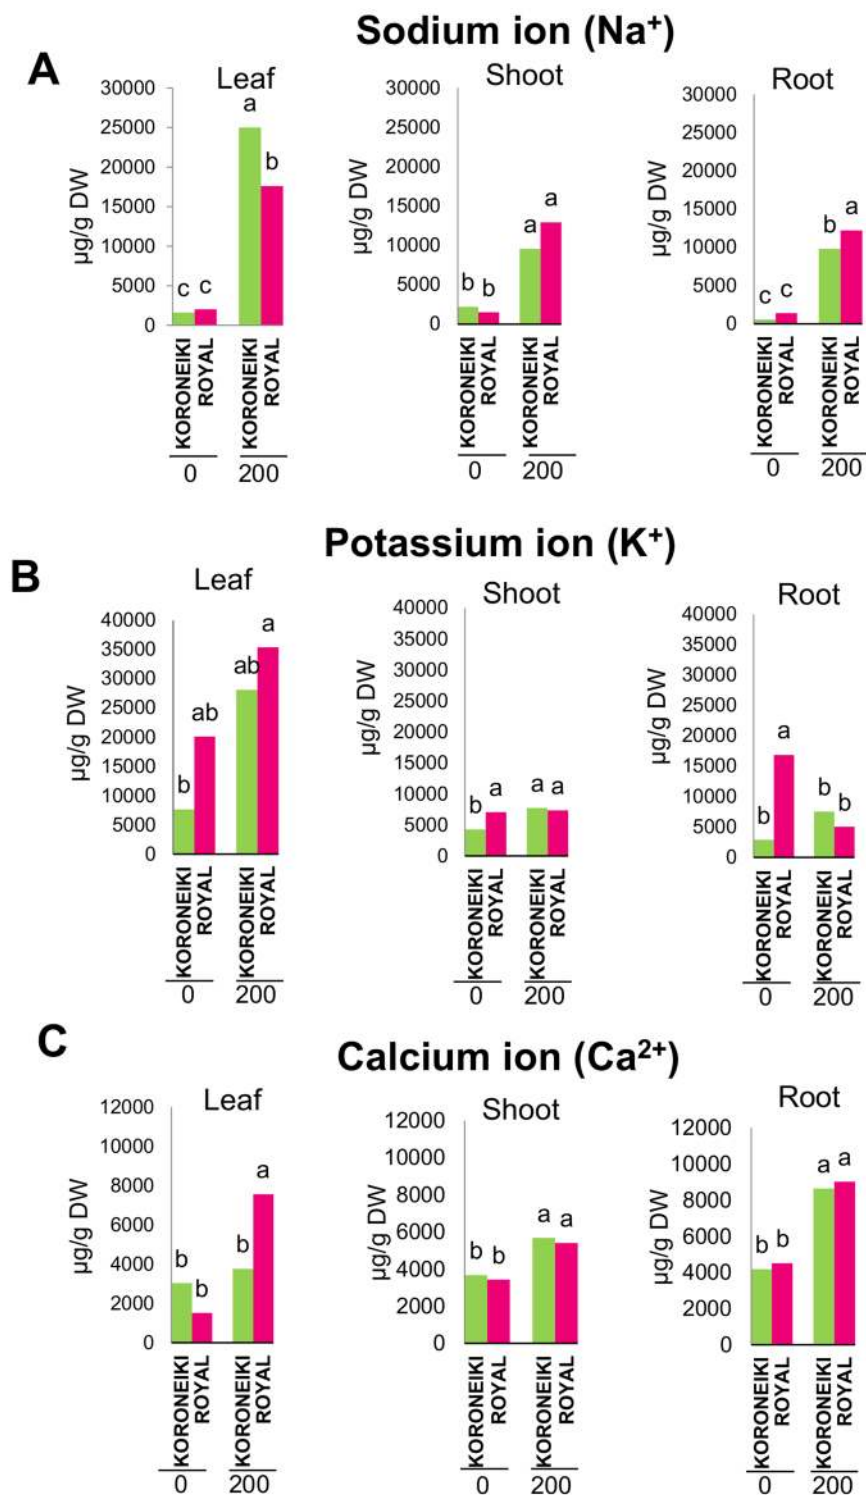 Sodium ion (Na⁺)
A
Leaf
Shoot
Root
µg/g DW
30000
25000
20000
15000
10000
5000
0
c c a b
KORONEIKI
ROYAL
KORONEIKI
ROYAL
0 200
µg/g DW
30000
25000
20000
15000
10000
5000
0
b b a a
KORONEIKI
ROYAL
KORONEIKI
ROYAL
0 200
µg/g DW
30000
25000
20000
15000
10000
5000
0
c c b a
KORONEIKI
ROYAL
KORONEIKI
ROYAL
0 200
Potassium ion (K⁺)
B
Leaf
Shoot
Root
µg/g DW
40000
35000
30000
25000
20000
15000
10000
5000
0
b ab ab a
KORONEIKI
ROYAL
KORONEIKI
ROYAL
0 200
µg/g DW
40000
35000
30000
25000
20000
15000
10000
5000
0
b a a a
KORONEIKI
ROYAL
KORONEIKI
ROYAL
0 200
µg/g DW
40000
35000
30000
25000
20000
15000
10000
5000
0
b a b b
KORONEIKI
ROYAL
KORONEIKI
ROYAL
0 200
C
Calcium ion (Ca²⁺)
Leaf
Shoot
Root
µg/g DW
12000
10000
8000
6000
4000
2000
0
b b b a
KORONEIKI
ROYAL
KORONEIKI
ROYAL
0 200
µg/g DW
12000
10000
8000
6000
4000
2000
0
b b a a
KORONEIKI
ROYAL
KORONEIKI
ROYAL
0 200
µg/g DW
12000
10000
8000
6000
4000
2000
0
b b a a
KORONEIKI
ROYAL
KORONEIKI
ROYAL
0 200